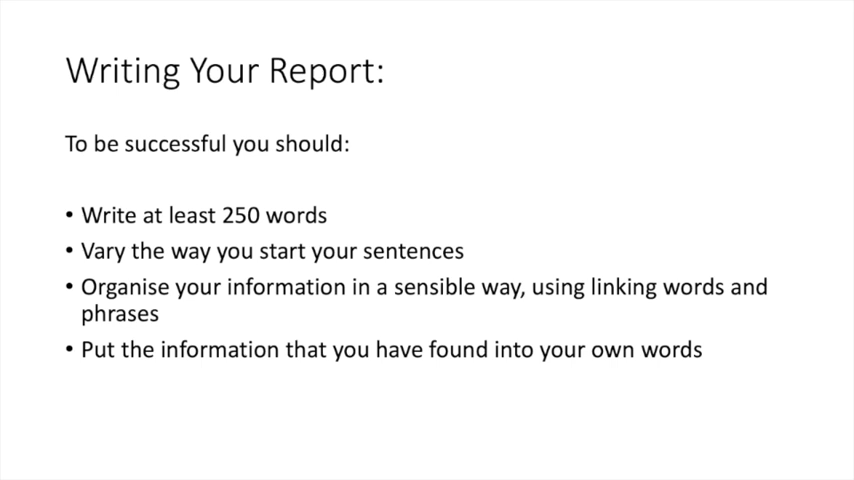 Writing Your Report:
To be successful you should:
• Write at least 250 words
• Vary the way you start your sentences
• Organise your information in a sensible way, using linking words and
phrases
• Put the information that you have found into your own words